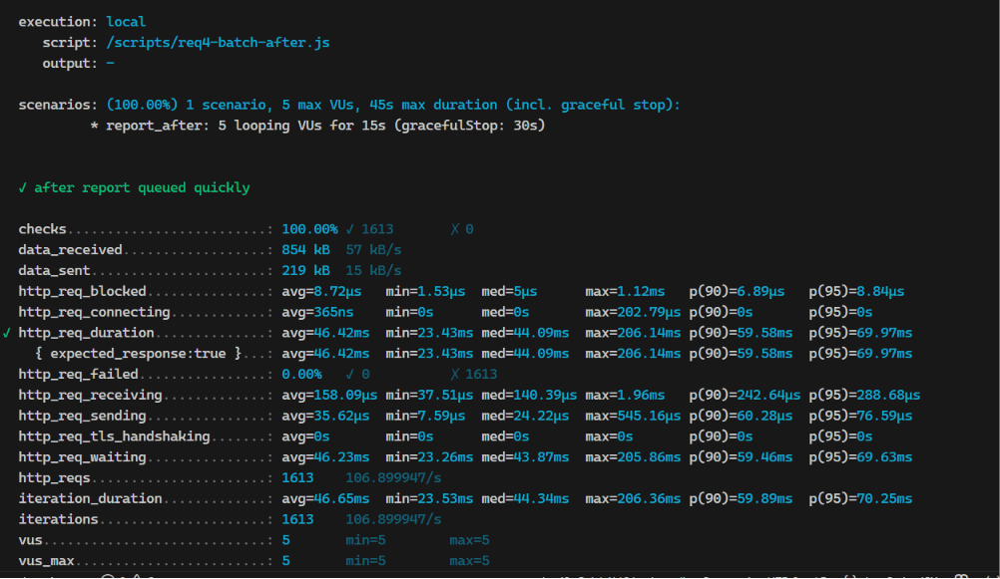 execution: local
script: /scripts/req4-batch-after.js
output: -
scenarios: (100.00%) 1 scenario, 5 max VUs, 45s max duration (incl. graceful stop):
* report_after: 5 looping VUs for 15s (gracefulStop: 30s)
✓ after report queued quickly
checks.........................: 100.00% ✓ 1613 ✗ 0
data_received..................: 854 kB 57 kB/s
data_sent......................: 219 kB 15 kB/s
http_req_blocked...............: avg=8.72µs min=1.53µs med=5µs max=1.12ms p(90)=6.89µs p(95)=8.84µs
http_req_connecting............: avg=365ns min=0s med=0s max=202.79µs p(90)=0s p(95)=0s
✓ http_req_duration..............: avg=46.42ms min=23.43ms med=44.09ms max=206.14ms p(90)=59.58ms p(95)=69.97ms
{ expected_response:true }...: avg=46.42ms min=23.43ms med=44.09ms max=206.14ms p(90)=59.58ms p(95)=69.97ms
http_req_failed................: 0.00% ✓ 0 ✗ 1613
http_req_receiving.............: avg=158.09µs min=37.51µs med=140.39µs max=1.96ms p(90)=242.64µs p(95)=288.68µs
http_req_sending...............: avg=35.62µs min=7.59µs med=24.22µs max=545.16µs p(90)=60.28µs p(95)=76.59µs
http_req_tls_handshaking.......: avg=0s min=0s med=0s max=0s p(90)=0s p(95)=0s
http_req_waiting...............: avg=46.23ms min=23.26ms med=43.87ms max=205.86ms p(90)=59.46ms p(95)=69.63ms
http_reqs......................: 1613 106.899947/s
iteration_duration.............: avg=46.65ms min=23.53ms med=44.34ms max=206.36ms p(90)=59.89ms p(95)=70.25ms
iterations.....................: 1613 106.899947/s
vus............................: 5 min=5 max=5
vus_max........................: 5 min=5 max=5